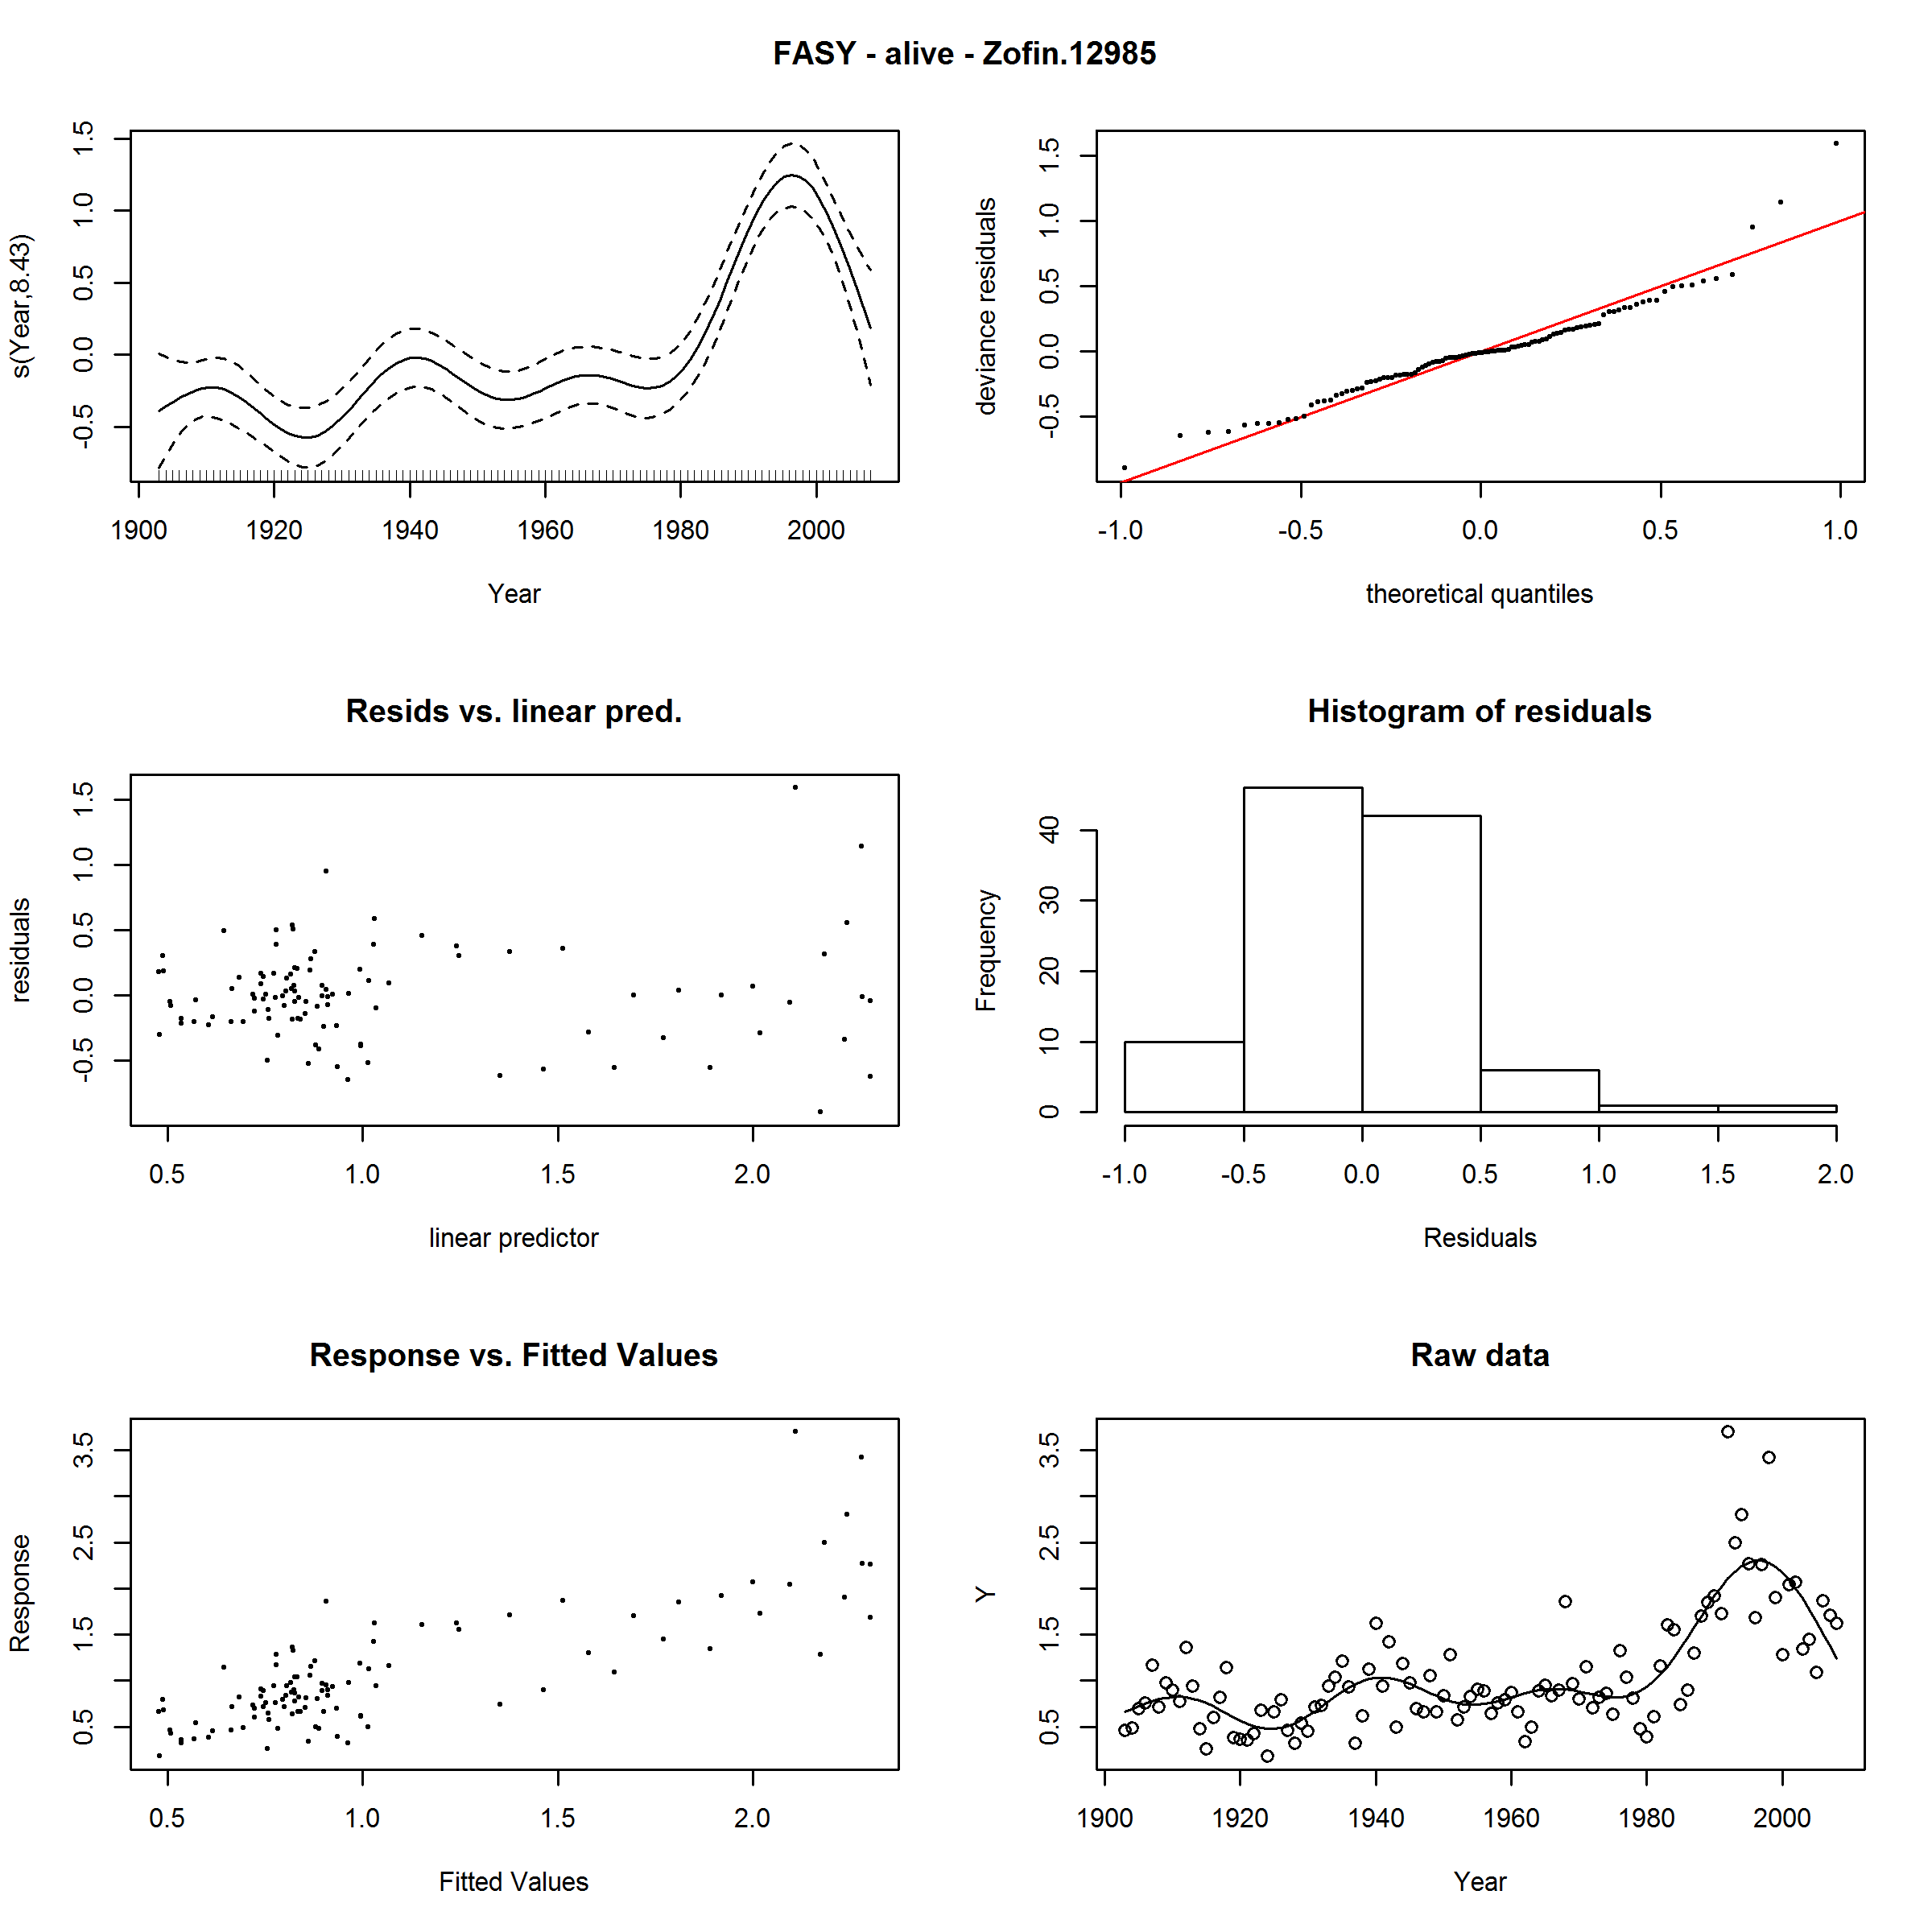 FASY - alive - Zofin.12985
s(Year,8.43)
1.5
1.0
0.5
0.0
-0.5
1900 1920 1940 1960 1980 2000
Year
deviance residuals
1.5
1.0
0.5
0.0
-0.5
-1.0 -0.5 0.0 0.5 1.0
theoretical quantiles
Resids vs. linear pred.
residuals
1.5
1.0
0.5
0.0
-0.5
0.5 1.0 1.5 2.0
linear predictor
Histogram of residuals
Frequency
40
30
20
10
0
-1.0 -0.5 0.0 0.5 1.0 1.5 2.0
Residuals
Response vs. Fitted Values
Response
3.5
2.5
1.5
0.5
0.5 1.0 1.5 2.0
Fitted Values
Raw data
Y
3.5
2.5
1.5
0.5
1900 1920 1940 1960 1980 2000
Year